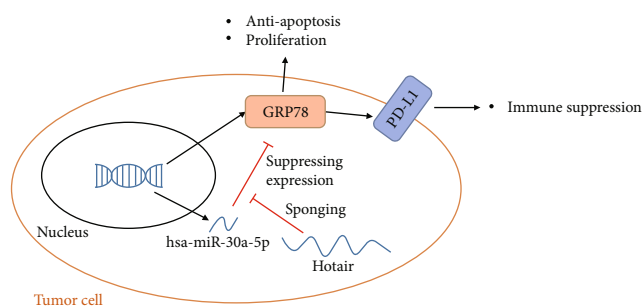 • Anti-apoptosis
• Proliferation
GRP78
PD-L1
• Immune suppression
Suppressing
expression
Sponging
Nucleus
hsa-miR-30a-5p
Hotair
Tumor cell